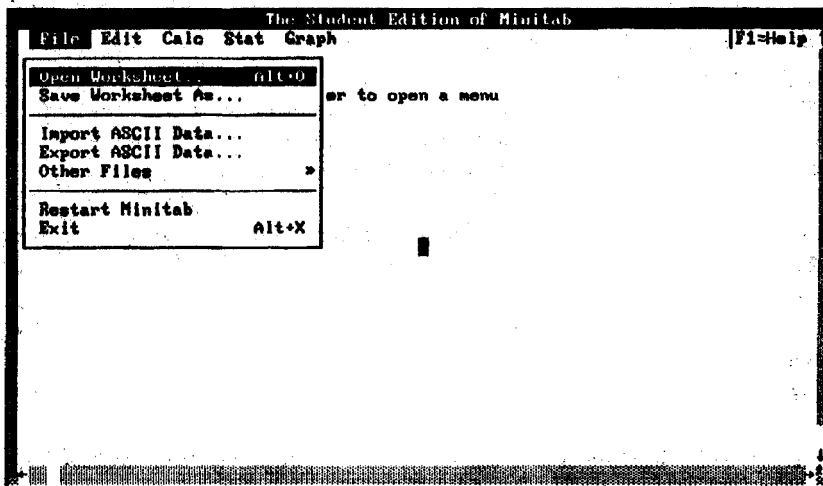 The Student Edition of Minitab
File Edit Calc Stat Graph F1=Help
Open Worksheet... Alt+O
Save Worksheet As... er to open a menu
Import ASCII Data...
Export ASCII Data...
Other Files »
Restart Minitab
Exit Alt+X